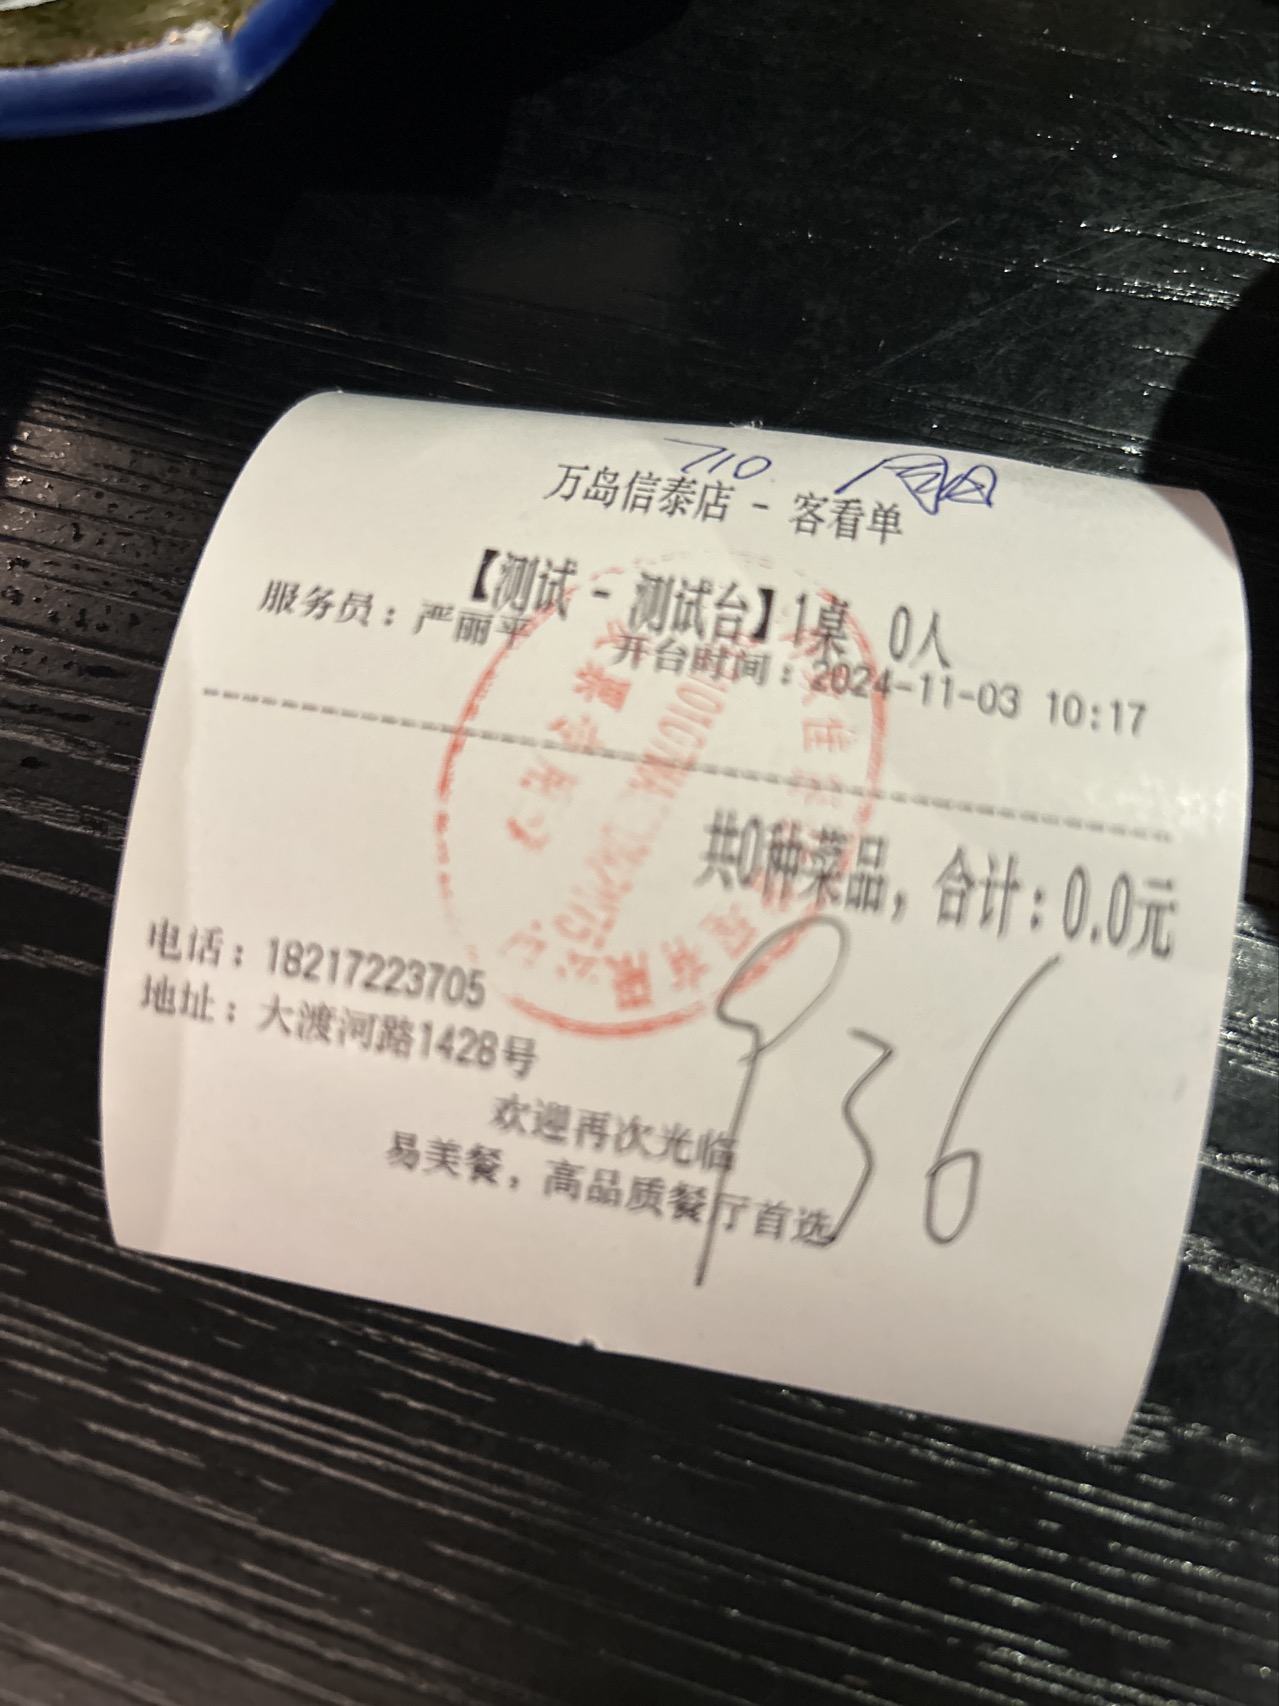 710
万岛信泰店 - 客看单
【测试 - 测试台】1桌 0人
服务员：严丽平 开台时间：2024-11-03 10:17
共0种菜品，合计：0.0元
936
电话：18217223705
地址：大渡河路1428号
欢迎再次光临
易美餐，高品质餐厅首选